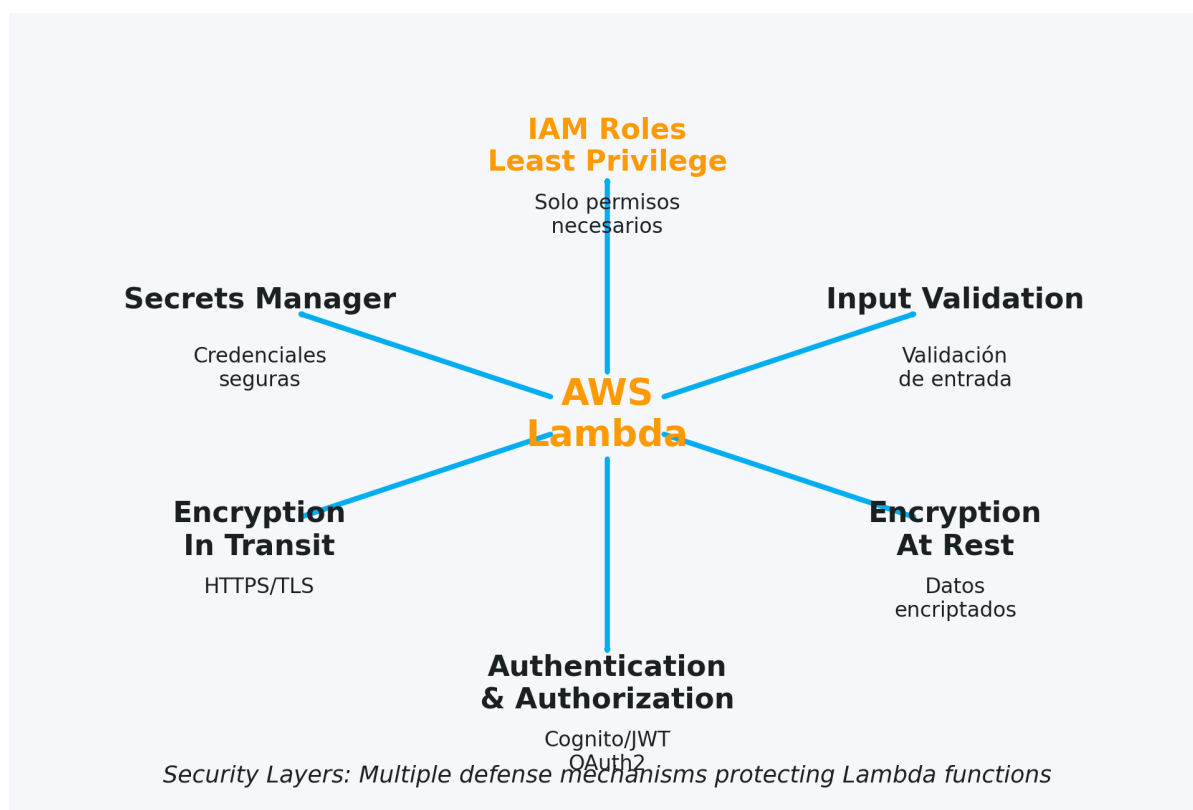 IAM Roles
Least Privilege
Solo permisos
necesarios
Secrets Manager
Credenciales
seguras
Input Validation
Validación
de entrada
AWS
Lambda
Encryption
In Transit
HTTPS/TLS
Encryption
At Rest
Datos
encriptados
Authentication
& Authorization
Cognito/JWT
OAuth2
Security Layers: Multiple defense mechanisms protecting Lambda functions